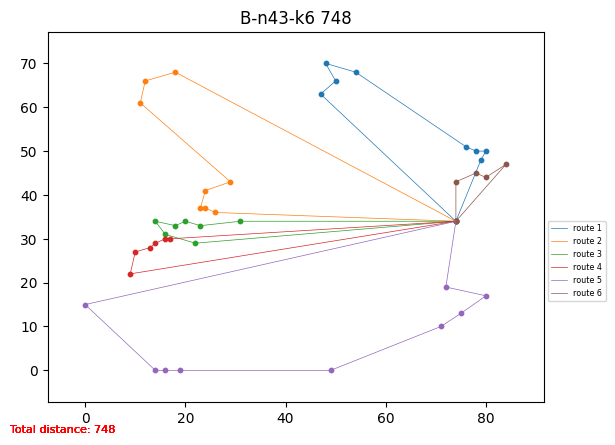 B-n43-k6 748
70
60
50
40
30
20
10
0
0 20 40 60 80
route 1
route 2
route 3
route 4
route 5
route 6
Total distance: 748